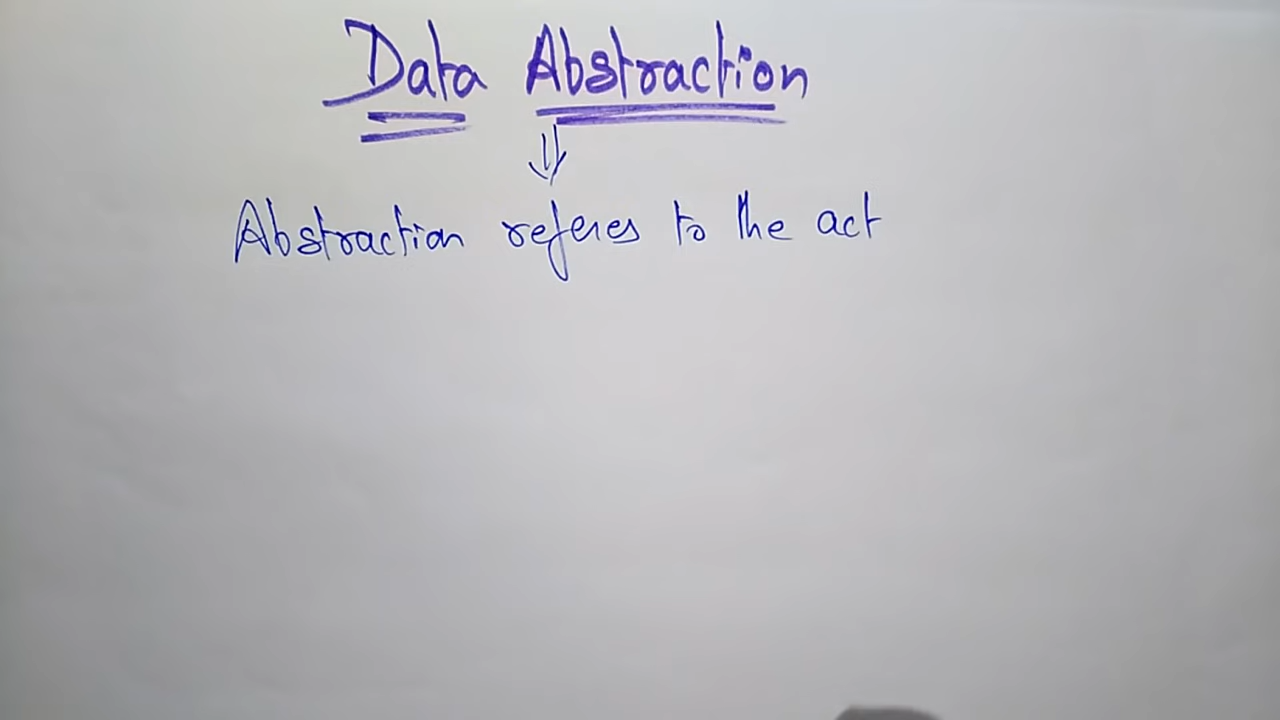 Data Abstraction
Abstraction referes to the act